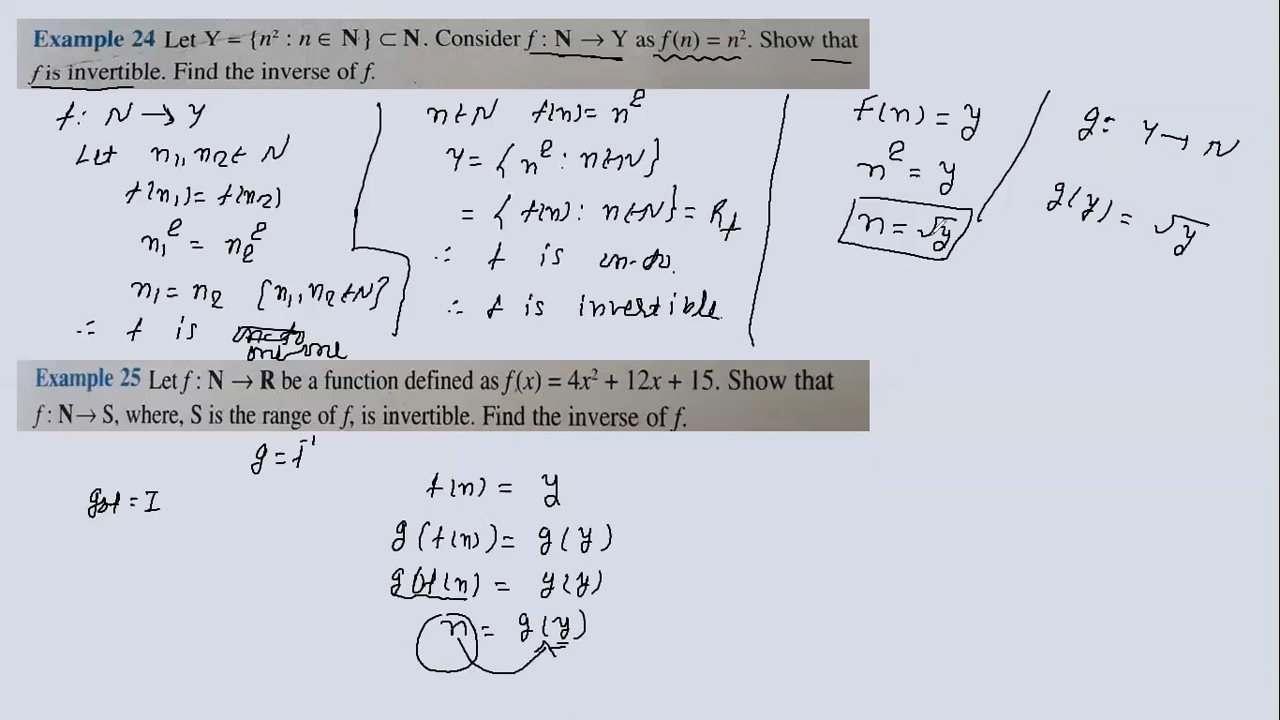 Example 24 Let Y = {n² : n ∈ N} ⊂ N. Consider f : N → Y as f(n) = n². Show that
f is invertible. Find the inverse of f.
f: N → Y
Let n₁, n₂ ∈ N
f(n₁) = f(n₂)
n₁² = n₂²
n₁ = n₂ [n₁, n₂ ∈ N]
∴ f is one-one
n ∈ N f(n) = n²
Y = { n² : n ∈ N}
= { f(n) : n ∈ N} = R_f
∴ f is on-to.
∴ f is invertible.
f(n) = y
n² = y
n = √y
g: Y → N
g(y) = √y
Example 25 Let f : N → R be a function defined as f(x) = 4x² + 12x + 15. Show that
f : N → S, where, S is the range of f, is invertible. Find the inverse of f.
g = f⁻¹
gof = I
f(n) = y
g(f(n) = g(y)
gof(n) = g(y)
n = g(y)